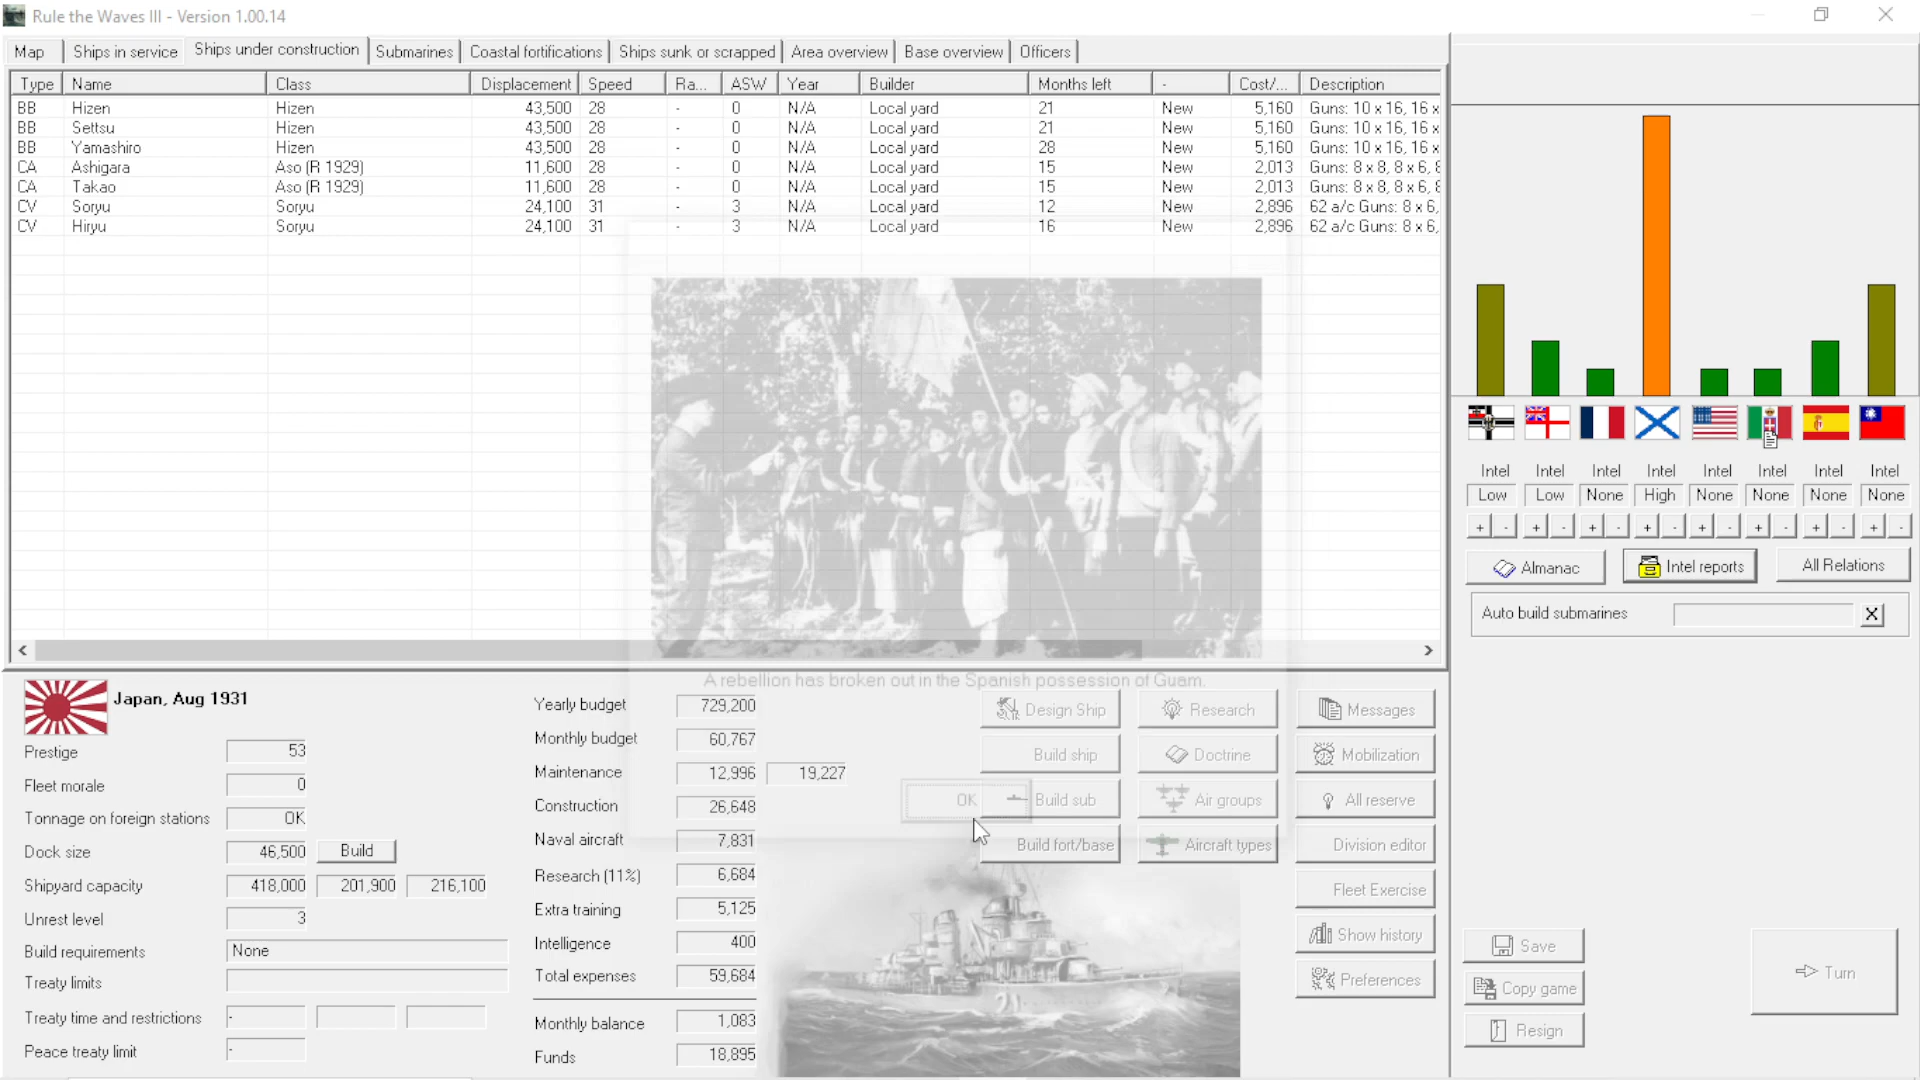 Rule the Waves III - Version 1.00.14
Map Ships in service Ships under construction Submarines Coastal fortifications Ships sunk or scrapped Area overview Base overview Officers
Type Name Class Displacement Speed Ra... ASW Year Builder Months left - Cost/... Description
BB Hizen Hizen 43,500 28 - 0 N/A Local yard 21 New 5,160 Guns: 10 x 16, 16 x
BB Settsu Hizen 43,500 28 - 0 N/A Local yard 21 New 5,160 Guns: 10 x 16, 16 x
BB Yamashiro Hizen 43,500 28 - 0 N/A Local yard 28 New 5,160 Guns: 10 x 16, 16 x
CA Ashigara Aso (R 1929) 11,600 28 - 0 N/A Local yard 15 New 2,013 Guns: 8 x 8, 8 x 6, 8
CA Takao Aso (R 1929) 11,600 28 - 0 N/A Local yard 15 New 2,013 Guns: 8 x 8, 8 x 6, 8
CV Soryu Soryu 24,100 31 - 3 N/A Local yard 12 New 2,896 62 a/c Guns: 8 x 6,
CV Hiryu Soryu 24,100 31 - 3 N/A Local yard 16 New 2,896 62 a/c Guns: 8 x 6,
Intel Intel Intel Intel Intel Intel Intel Intel
Low Low None High None None None None
+ - + - + - + - + - + - + - + -
Almanac Intel reports All Relations
Auto build submarines X
A rebellion has broken out in the Spanish possession of Guam.
OK
Japan, Aug 1931
Prestige 53
Fleet morale 0
Tonnage on foreign stations OK
Dock size 46,500 Build
Shipyard capacity 418,000 201,900 216,100
Unrest level 3
Build requirements None
Treaty limits
Treaty time and restrictions -
Peace treaty limit -
Yearly budget 729,200
Monthly budget 60,767
Maintenance 12,996 19,227
Construction 26,648
Naval aircraft 7,831
Research (11%) 6,684
Extra training 5,125
Intelligence 400
Total expenses 59,684
Monthly balance 1,083
Funds 18,895
Design Ship Research Messages
Build ship Doctrine Mobilization
Build sub Air groups All reserve
Build fort/base Aircraft types Division editor
Fleet Exercise
Show history
Preferences
Save
Copy game
Resign
Turn